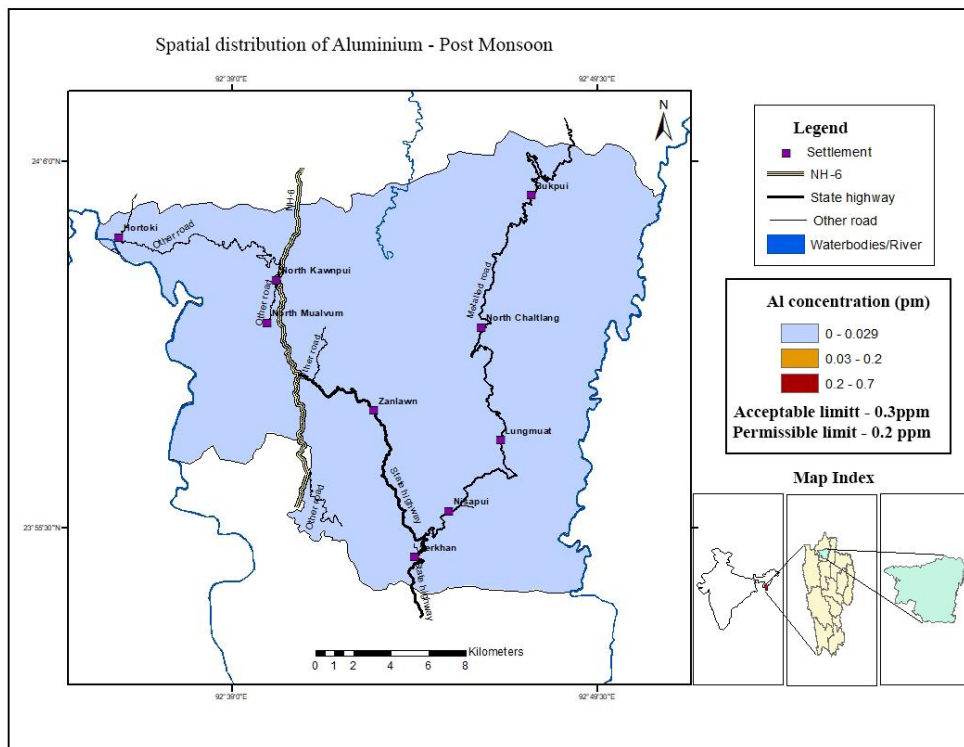 Spatial distribution of Aluminium - Post Monsoon
92°39'0"E
92°49'30"E
N
24°6'0"N
23°55'30"N
NH-6
Bukpui
Hortoki
Other road
North Kawnpui
Other road
North Mualvum
Metalled road
North Chaltlang
Other road
Zanlawn
Lungmuat
State highway
Nisapui
Other road
State highway
Kilometers
0 1 2 4 6 8
92°39'0"E
92°49'30"E
Legend
Settlement
NH-6
State highway
Other road
Waterbodies/River
Al concentration (pm)
0 - 0.029
0.03 - 0.2
0.2 - 0.7
Acceptable limitt - 0.3ppm
Permissible limit - 0.2 ppm
Map Index